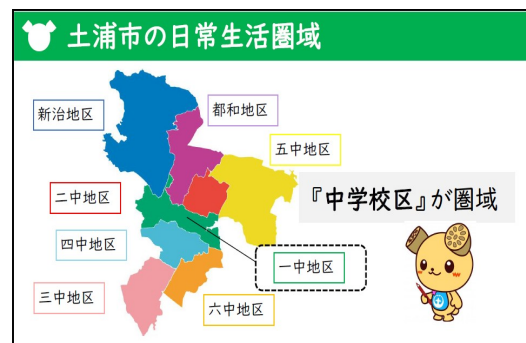 土浦市の日常生活圏域
新治地区
都和地区
五中地区
二中地区
『中学校区』が圏域
四中地区
一中地区
三中地区
六中地区